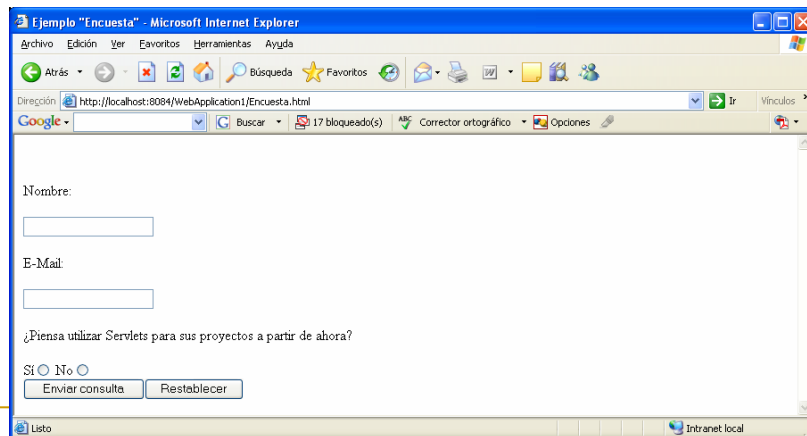 Ejemplo "Encuesta" - Microsoft Internet Explorer
Archivo Edición Ver Favoritos Herramientas Ayuda
Atrás Búsqueda Favoritos
Dirección http://localhost:8084/WebApplication1/Encuesta.html Ir Vínculos
Google G Buscar 17 bloqueado(s) ABC Corrector ortográfico Opciones
Nombre:
E-Mail:
¿Piensa utilizar Servlets para sus proyectos a partir de ahora?
Sí No
Enviar consulta Restablecer
Listo Intranet local